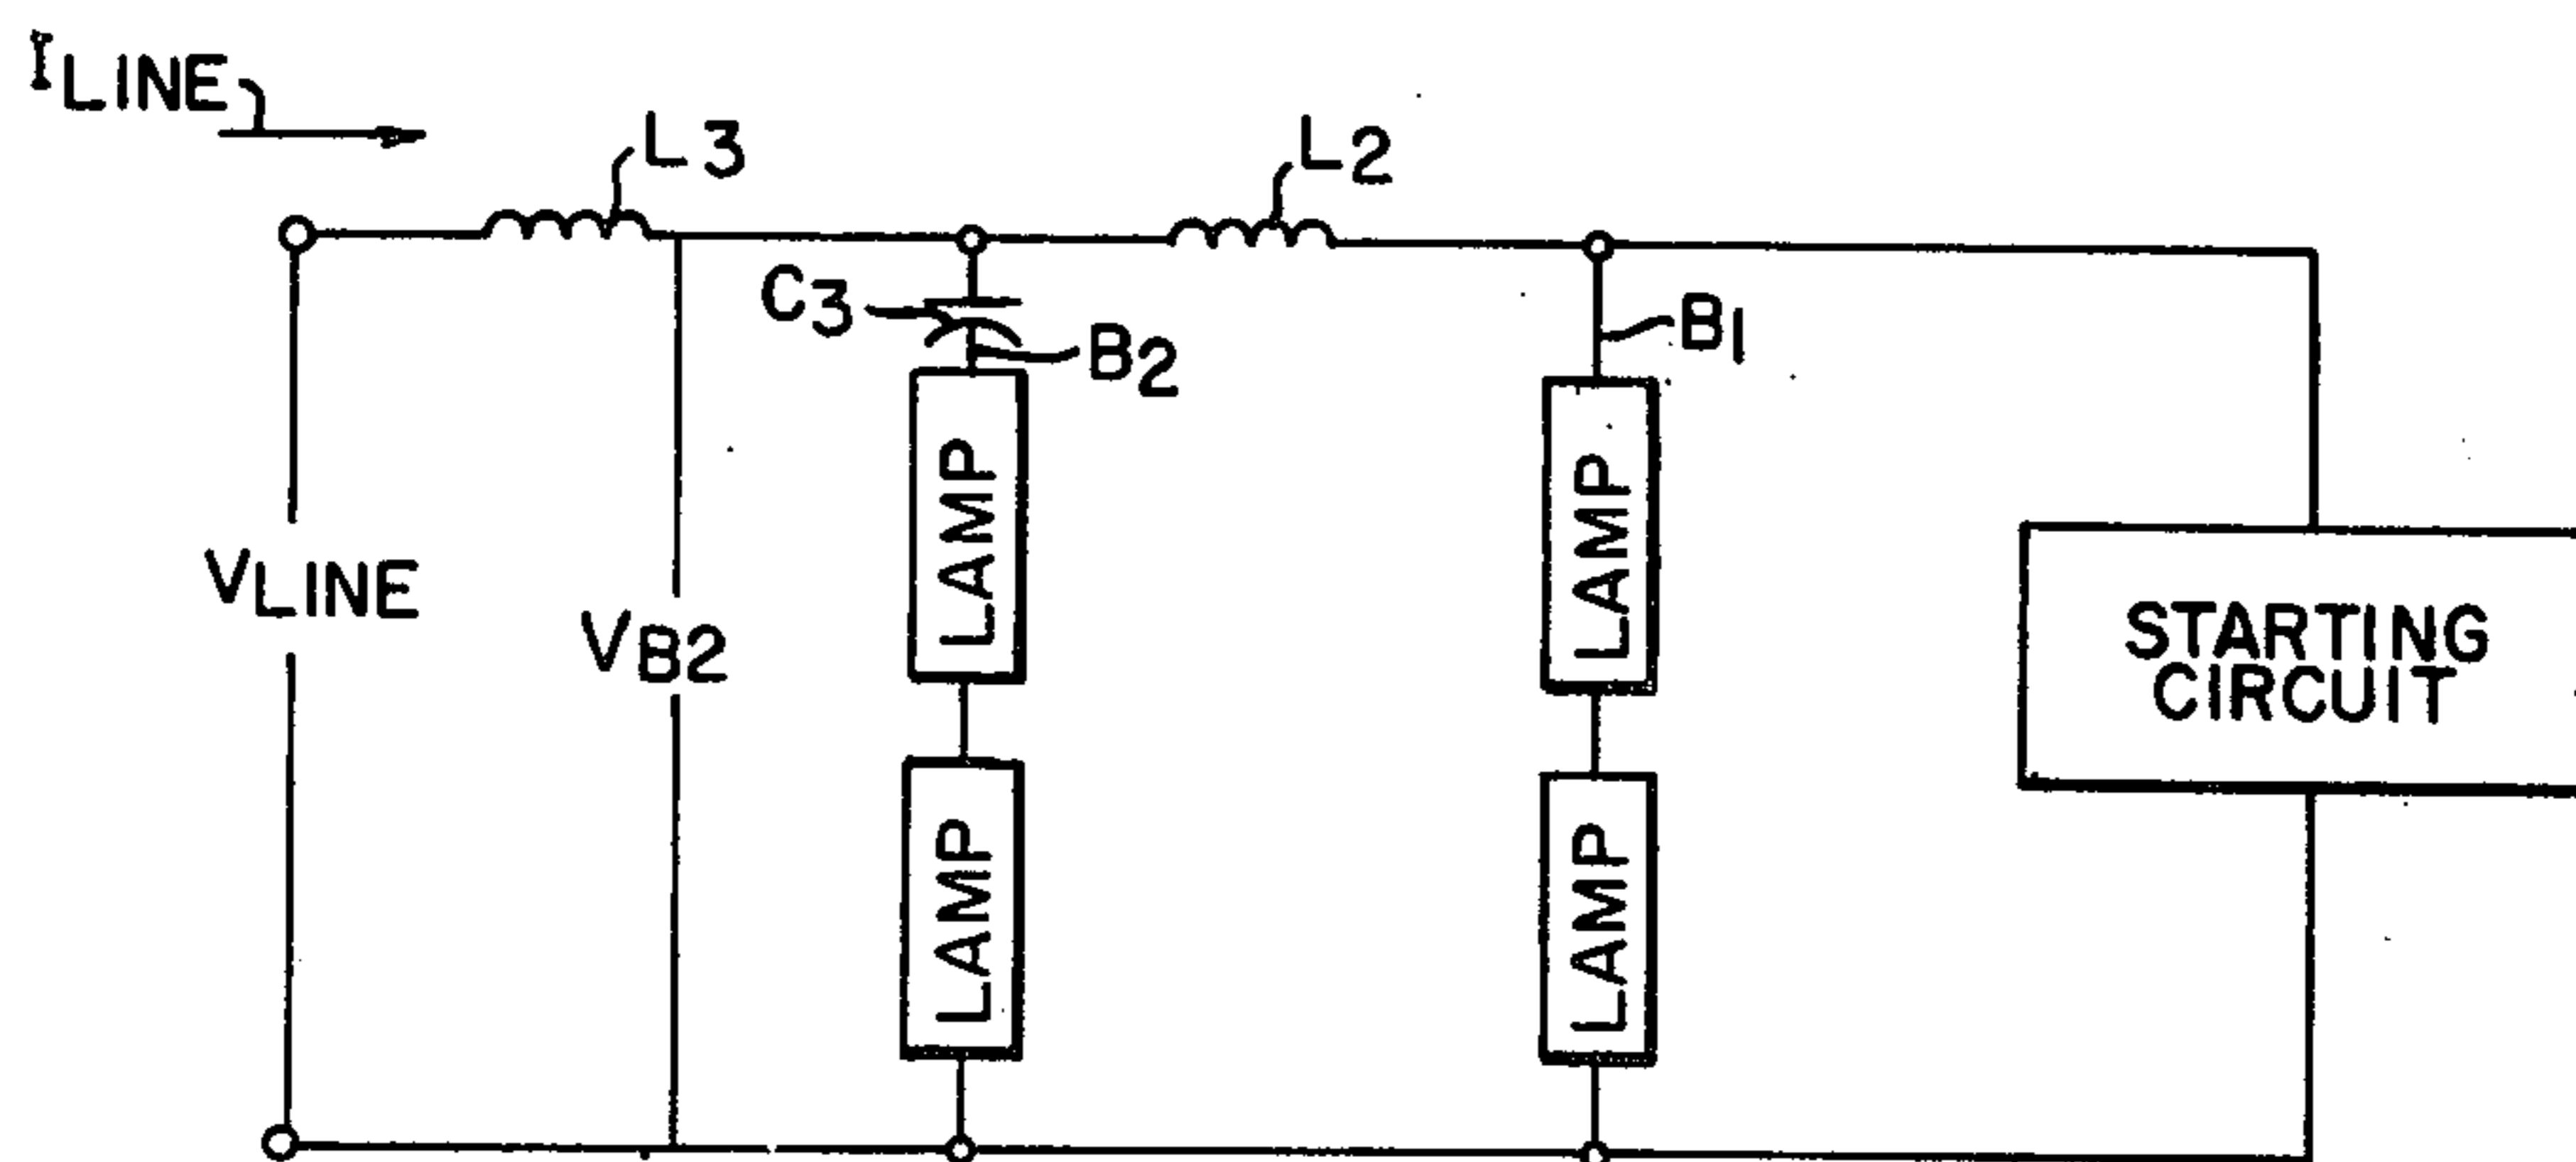 ILINE
L3
L2
C3
B2
B1
LAMP
LAMP
VLINE
VB2
STARTING
CIRCUIT
LAMP
LAMP